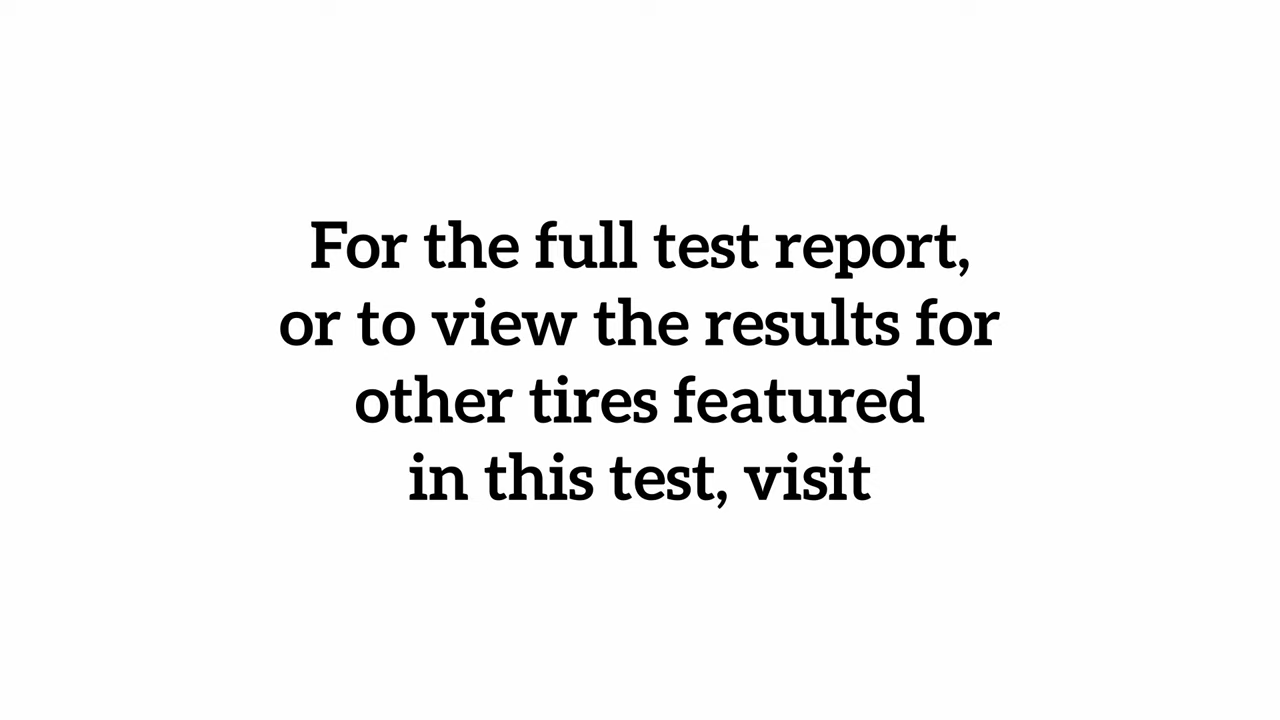 For the full test report,
or to view the results for
other tires featured
in this test, visit